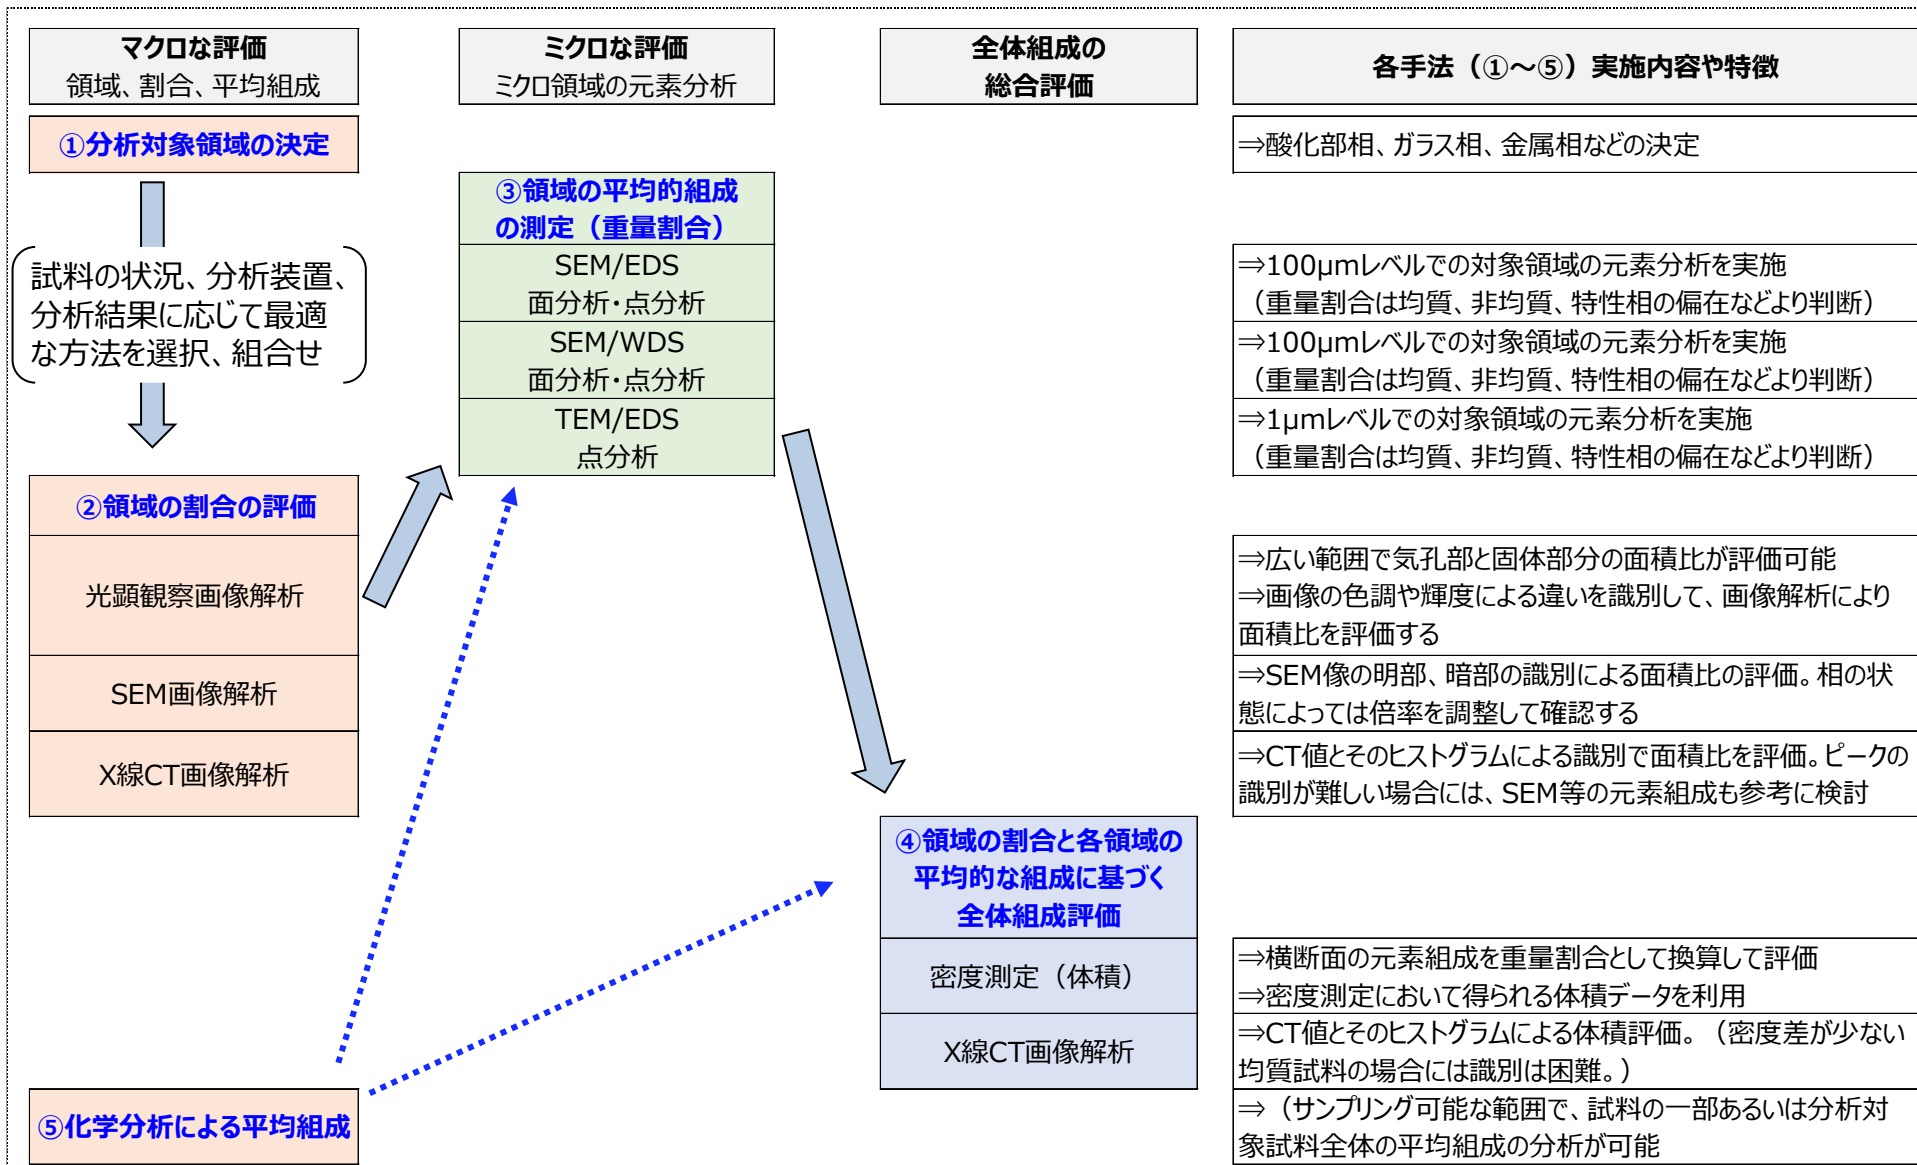 マクロな評価
領域、割合、平均組成
ミクロな評価
ミクロ領域の元素分析
全体組成の
総合評価
各手法（①～⑤）実施内容や特徴
①分析対象領域の決定
⇒酸化部相、ガラス相、金属相などの決定
試料の状況、分析装置、
分析結果に応じて最適
な方法を選択、組合せ
③領域の平均的組成
の測定（重量割合）
SEM/EDS
面分析・点分析
⇒100μmレベルでの対象領域の元素分析を実施
（重量割合は均質、非均質、特性相の偏在などより判断）
SEM/WDS
面分析・点分析
⇒100μmレベルでの対象領域の元素分析を実施
（重量割合は均質、非均質、特性相の偏在などより判断）
TEM/EDS
点分析
⇒1μmレベルでの対象領域の元素分析を実施
（重量割合は均質、非均質、特性相の偏在などより判断）
②領域の割合の評価
光顕観察画像解析
⇒広い範囲で気孔部と固体部分の面積比が評価可能
⇒画像の色調や輝度による違いを識別して、画像解析により
面積比を評価する
SEM画像解析
⇒SEM像の明部、暗部の識別による面積比の評価。相の状
態によっては倍率を調整して確認する
X線CT画像解析
⇒CT値とそのヒストグラムによる識別で面積比を評価。ピークの
識別が難しい場合には、SEM等の元素組成も参考に検討
④領域の割合と各領域の
平均的な組成に基づく
全体組成評価
密度測定（体積）
⇒横断面の元素組成を重量割合として換算して評価
⇒密度測定において得られる体積データを利用
X線CT画像解析
⇒CT値とそのヒストグラムによる体積評価。（密度差が少ない
均質試料の場合には識別は困難。）
⑤化学分析による平均組成
⇒（サンプリング可能な範囲で、試料の一部あるいは分析対
象試料全体の平均組成の分析が可能